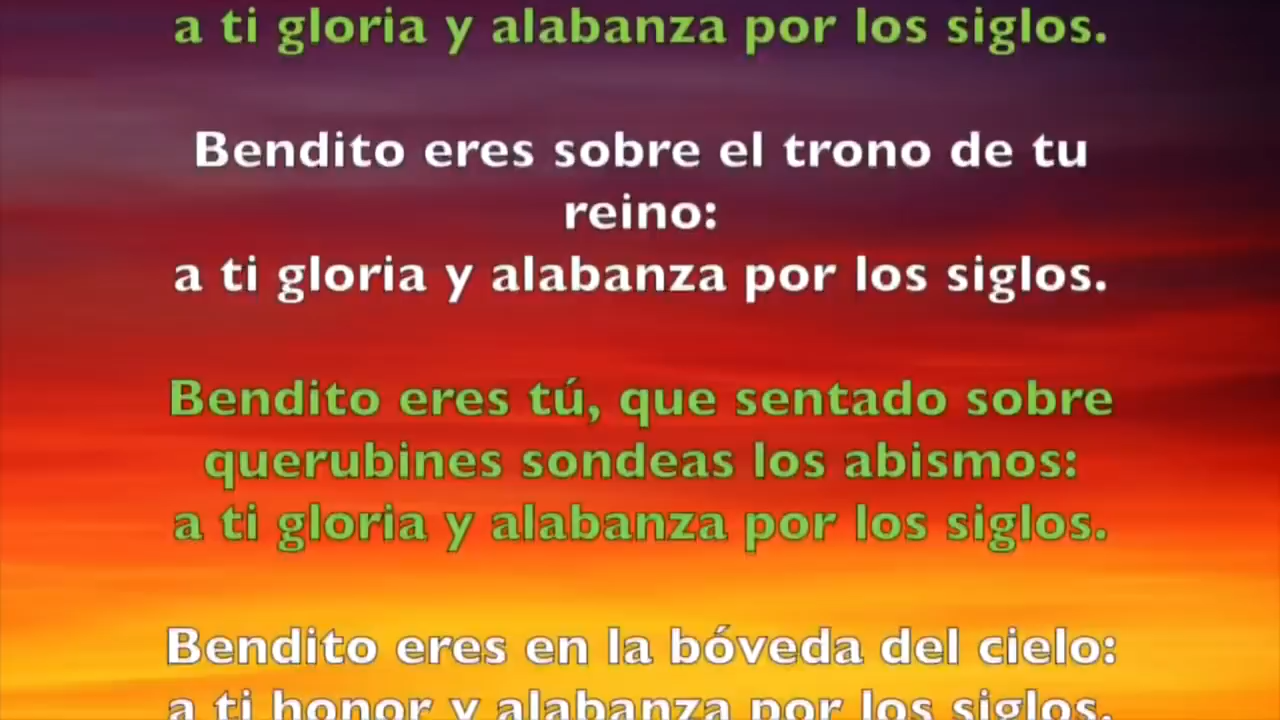 a ti gloria y alabanza por los siglos.
Bendito eres sobre el trono de tu
reino:
a ti gloria y alabanza por los siglos.
Bendito eres tú, que sentado sobre
querubines sondeas los abismos:
a ti gloria y alabanza por los siglos.
Bendito eres en la bóveda del cielo:
a ti honor y alabanza por los siglos.